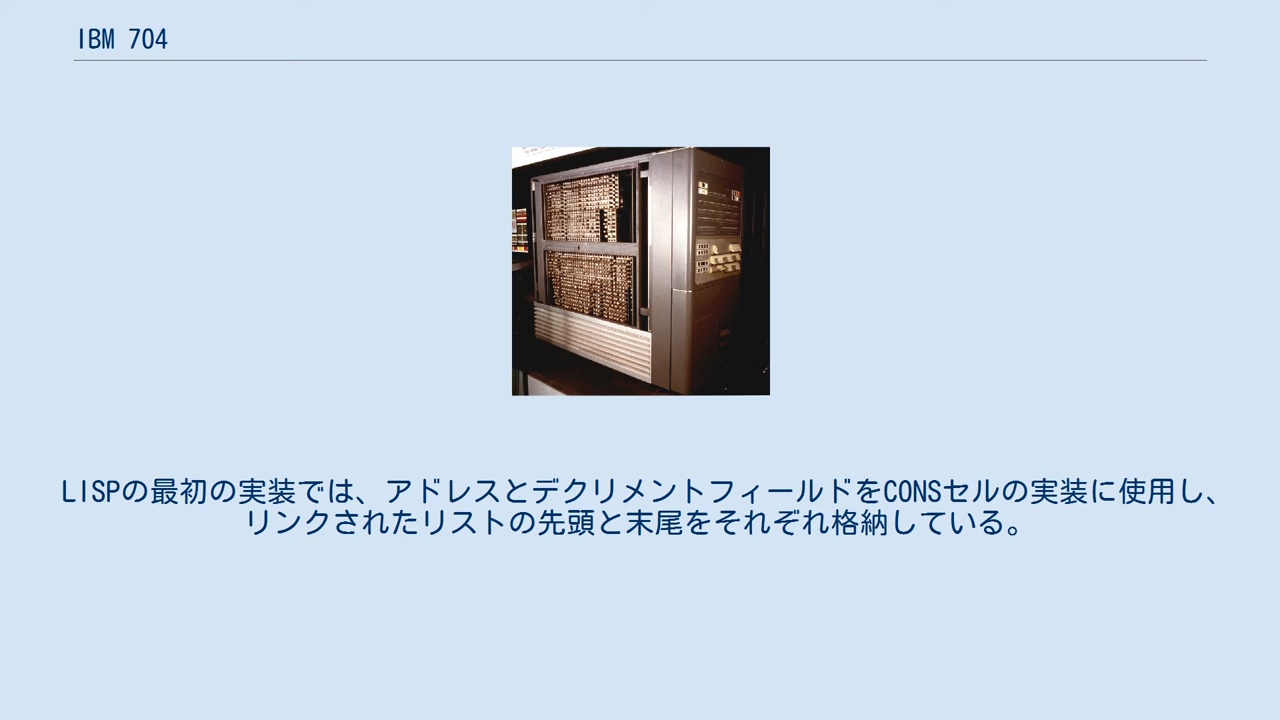 IBM 704
LISPの最初の実装では、アドレスとデクリメントフィールドをCONSセルの実装に使用し、
リンクされたリストの先頭と末尾をそれぞれ格納している。